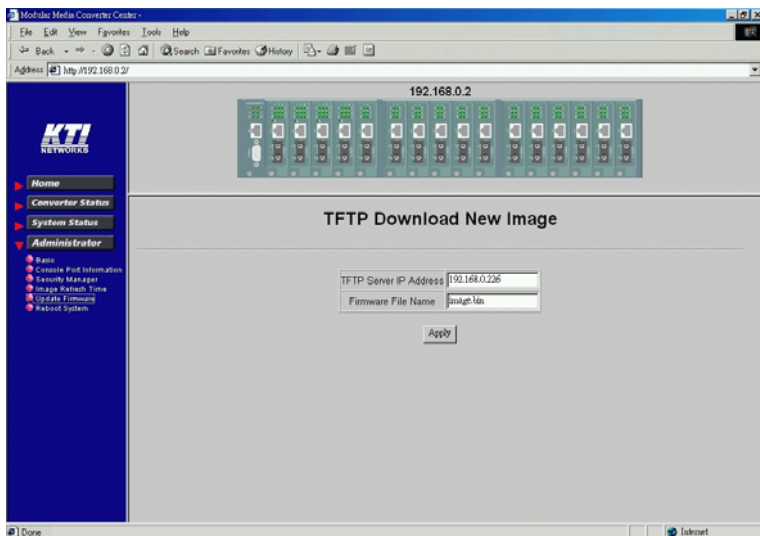 Modular Media Converter Center -
File Edit View Favorites Tools Help
Back Search Favorites History
Address http://192.168.0.2/
192.168.0.2
KTI
NETWORKS
Home
Converter Status
System Status
Administrator
Basic
Console Port Information
Security Manager
Image Refresh Time
Update Firmware
Reboot System
TFTP Download New Image
TFTP Server IP Address 192.168.0.226
Firmware File Name image.bin
Apply
Done Internet